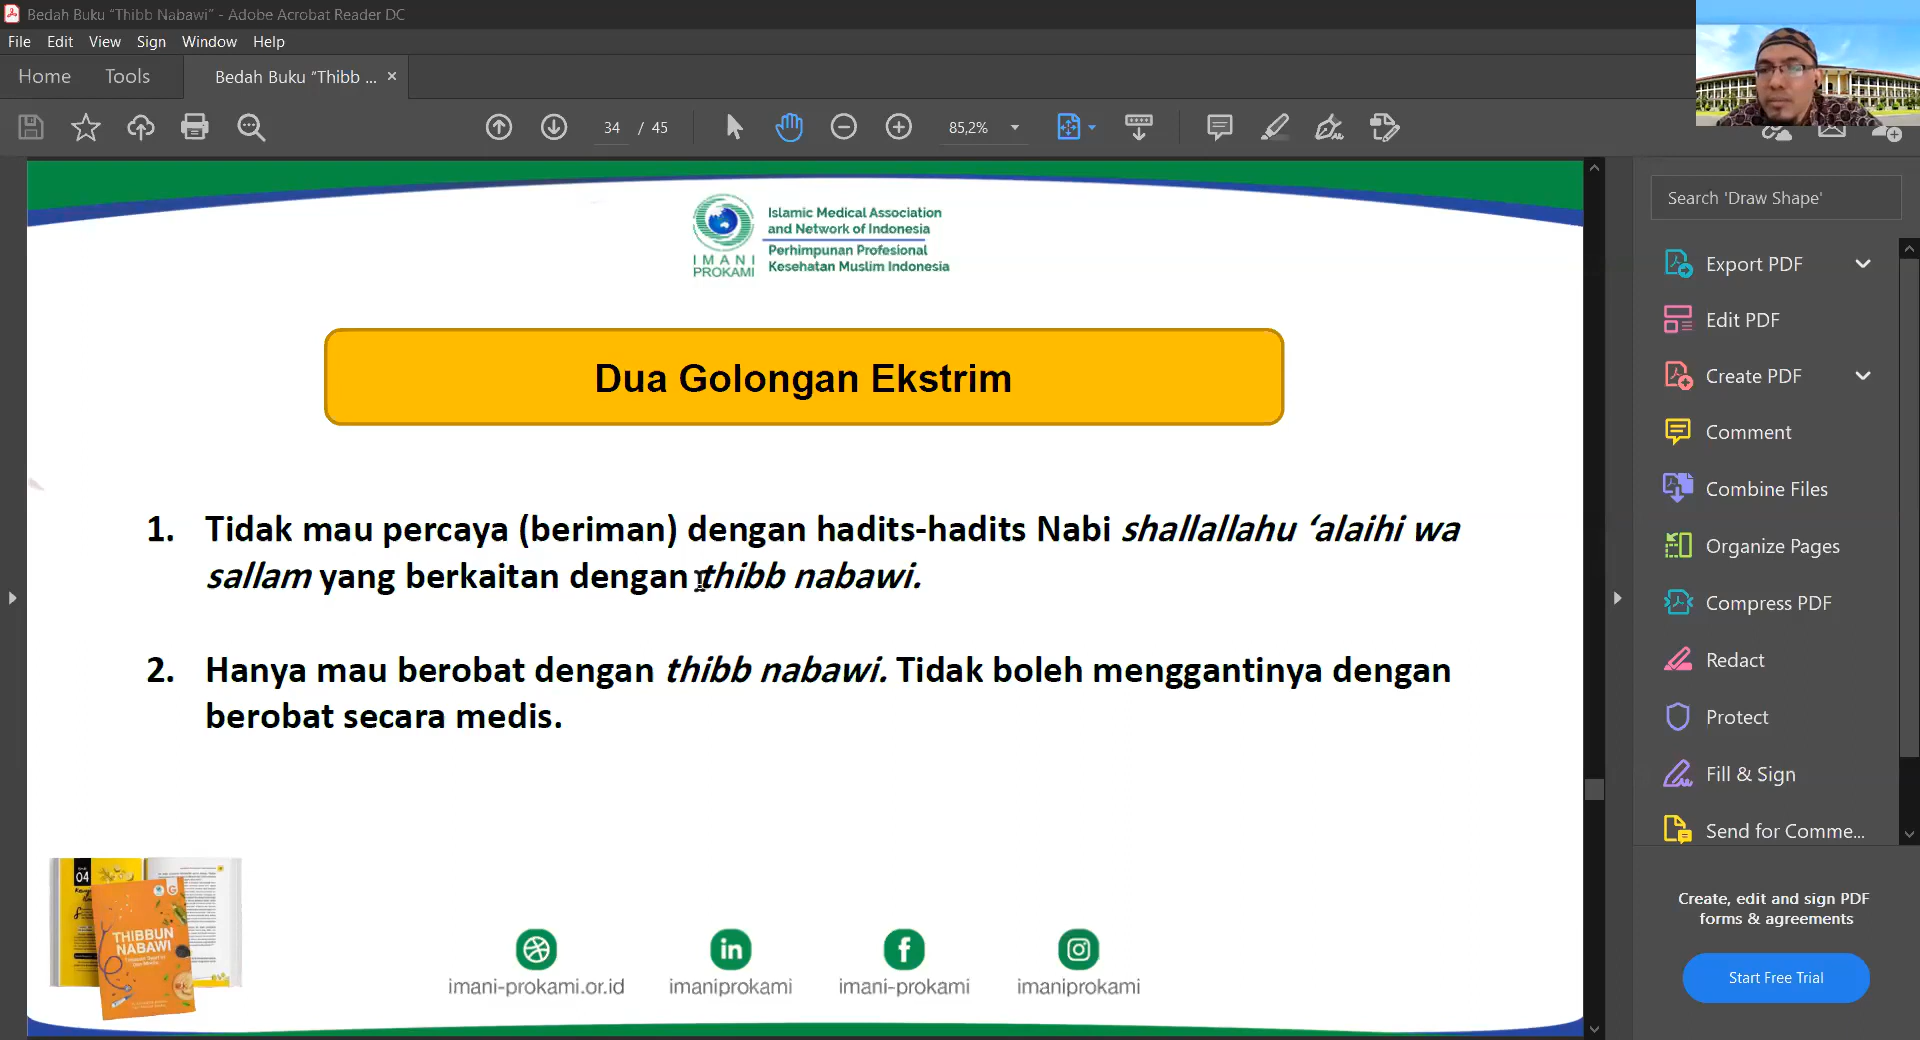 Bedah Buku “Thibb Nabawi” - Adobe Acrobat Reader DC
File Edit View Sign Window Help
Home Tools Bedah Buku “Thibb ... ×
34 / 45 85,2%
Islamic Medical Association
and Network of Indonesia
Perhimpunan Profesional
Kesehatan Muslim Indonesia
IMANI
PROKAMI
Dua Golongan Ekstrim
1. Tidak mau percaya (beriman) dengan hadits-hadits Nabi shallallahu ‘alaihi wa
sallam yang berkaitan dengan thibb nabawi.
2. Hanya mau berobat dengan thibb nabawi. Tidak boleh menggantinya dengan
berobat secara medis.
04
THIBBUN
NABAWI
imani-prokami.or.id imaniprokami imani-prokami imaniprokami
Search 'Draw Shape'
Export PDF
Edit PDF
Create PDF
Comment
Combine Files
Organize Pages
Compress PDF
Redact
Protect
Fill & Sign
Send for Comme...
Create, edit and sign PDF
forms & agreements
Start Free Trial